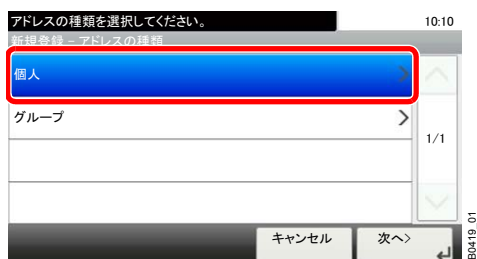 アドレスの種類を選択してください。 10:10
新規登録 – アドレスの種類
個人
グループ
1/1
キャンセル 次へ>
B0419_01